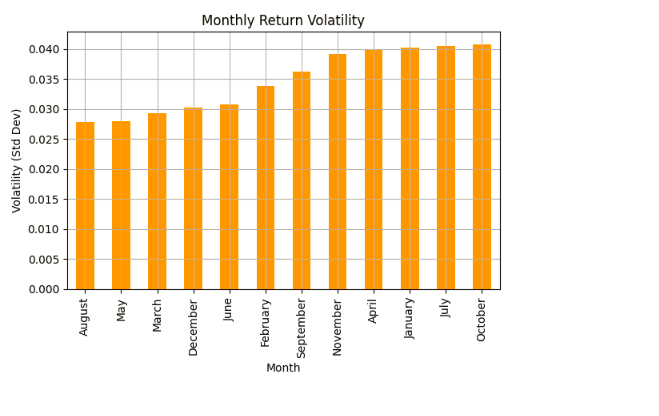 Monthly Return Volatility
Volatility (Std Dev)
0.040
0.035
0.030
0.025
0.020
0.015
0.010
0.005
0.000
August
May
March
December
June
February
September
November
April
January
July
October
Month